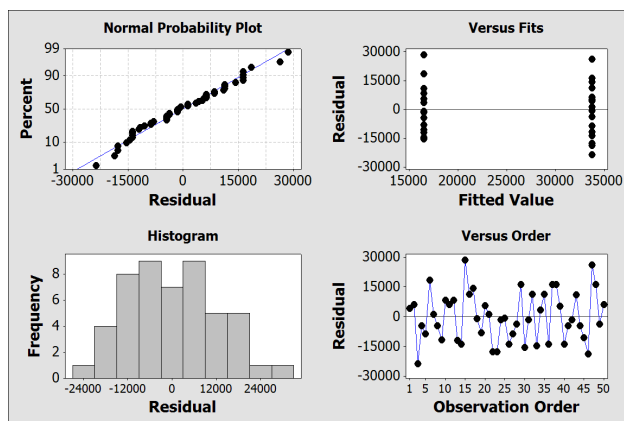 Normal Probability Plot
Percent
99
90
50
10
1
-30000 -15000 0 15000 30000
Residual
Versus Fits
Residual
30000
15000
0
-15000
-30000
15000 20000 25000 30000 35000
Fitted Value
Histogram
Frequency
8
6
4
2
0
-24000 -12000 0 12000 24000
Residual
Versus Order
Residual
30000
15000
0
-15000
-30000
1 5 10 15 20 25 30 35 40 45 50
Observation Order